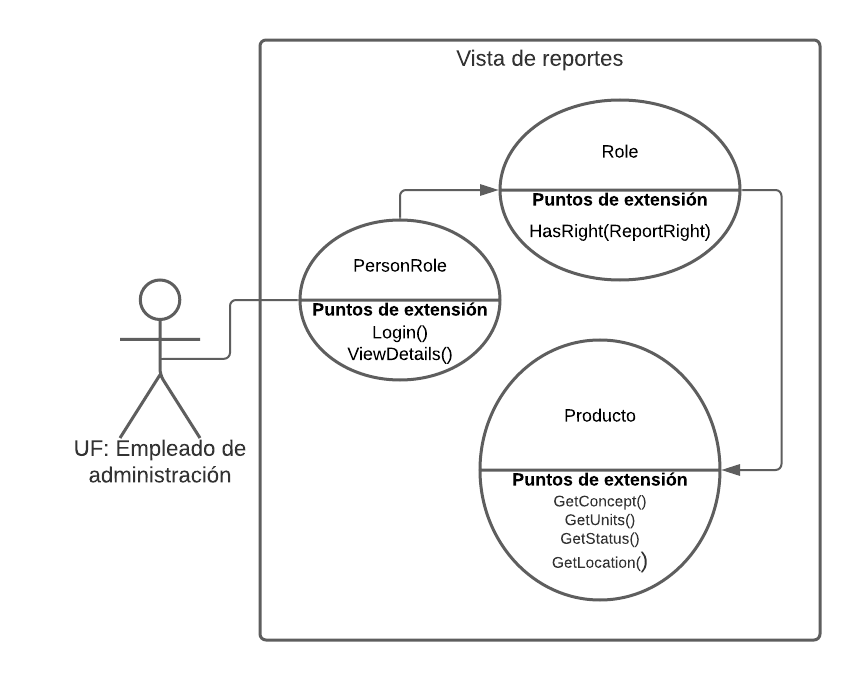 Vista de reportes
Role
Puntos de extensión
HasRight(ReportRight)
PersonRole
Puntos de extensión
Login()
ViewDetails()
UF: Empleado de
administración
Producto
Puntos de extensión
GetConcept()
GetUnits()
GetStatus()
GetLocation()